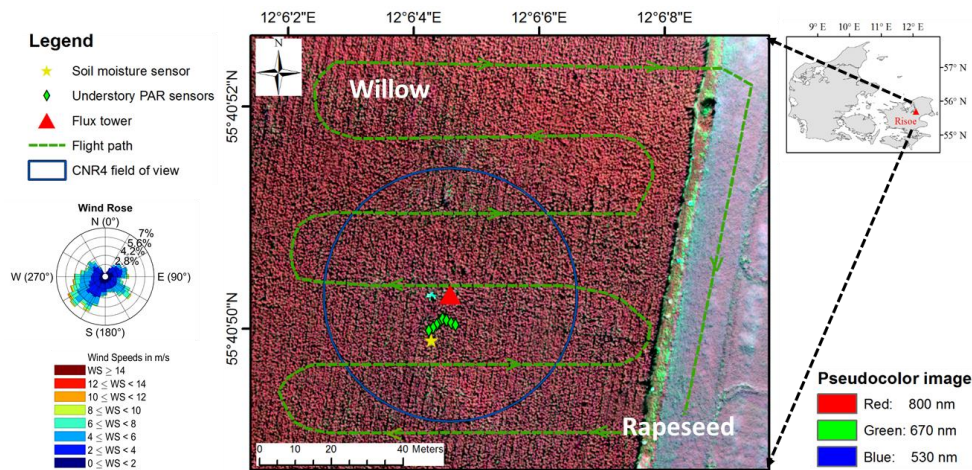 Legend
Soil moisture sensor
Understory PAR sensors
Flux tower
Flight path
CNR4 field of view
Wind Rose
N (0°)
7%
5.6%
4.2%
2.8%
W (270°)
E (90°)
S (180°)
Wind Speeds in m/s
WS ≥ 14
12 ≤ WS < 14
10 ≤ WS < 12
8 ≤ WS < 10
6 ≤ WS < 8
4 ≤ WS < 6
2 ≤ WS < 4
0 ≤ WS < 2
12°6'2"E 12°6'4"E 12°6'6"E 12°6'8"E
55°40'52"N
55°40'50"N
N
Willow
Rapeseed
0 20 40 Meters
8°E 9°E 10°E 11°E 12°E
57°N
56°N
55°N
Risoe
Pseudocolor image
Red: 800 nm
Green: 670 nm
Blue: 530 nm